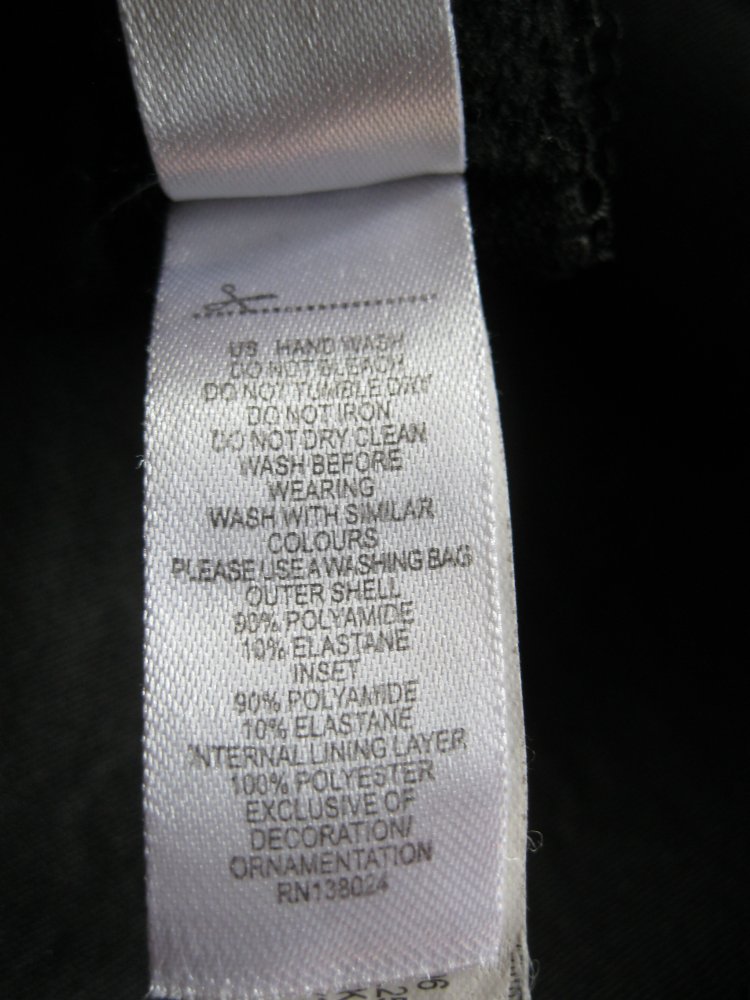 US HAND WASH
DO NOT BLEACH
DO NOT TUMBLE DRY
DO NOT IRON
DO NOT DRY CLEAN
WASH BEFORE
WEARING
WASH WITH SIMILAR
COLOURS
PLEASE USE A WASHING BAG
OUTER SHELL
90% POLYAMIDE
10% ELASTANE
INSET
90% POLYAMIDE
10% ELASTANE
INTERNAL LINING LAYER
100% POLYESTER
EXCLUSIVE OF
DECORATION/
ORNAMENTATION
RN138024